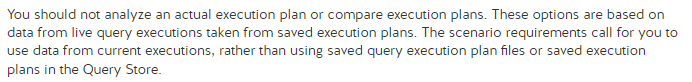 You should not analyze an actual execution plan or compare execution plans. These options are based on
data from live query executions taken from saved execution plans. The scenario requirements call for you to
use data from current executions, rather than using saved query execution plan files or saved execution
plans in the Query Store.